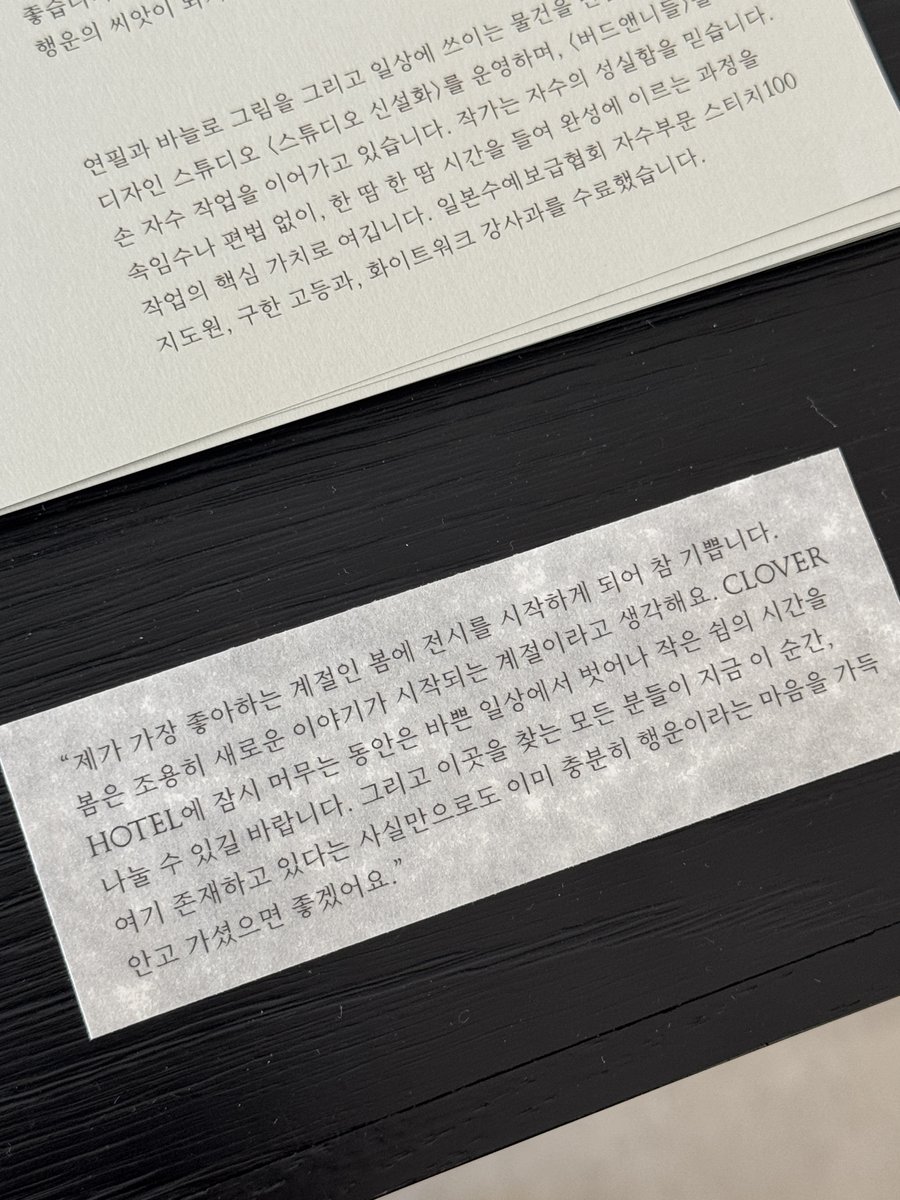 좋습니
행운의 씨앗이 되
연필과 바늘로 그림을 그리고 일상에 쓰이는 물건을
디자인 스튜디오 〈스튜디오 신설화〉를 운영하며, 〈버드앤니들〉을
손 자수 작업을 이어가고 있습니다. 작가는 자수의 성실함을 믿습니다.
속임수나 편법 없이, 한 땀 한 땀 시간을 들여 완성에 이르는 과정을
작업의 핵심 가치로 여깁니다. 일본수예보급협회 자수부문 스티치100
지도원, 구한 고등과, 화이트워크 강사과를 수료했습니다.
“제가 가장 좋아하는 계절인 봄에 전시를 시작하게 되어 참 기쁩니다.
봄은 조용히 새로운 이야기가 시작되는 계절이라고 생각해요. CLOVER
HOTEL에 잠시 머무는 동안은 바쁜 일상에서 벗어나 작은 쉼의 시간을
나눌 수 있길 바랍니다. 그리고 이곳을 찾는 모든 분들이 지금 이 순간,
여기 존재하고 있다는 사실만으로도 이미 충분히 행운이라는 마음을 가득
안고 가셨으면 좋겠어요.”